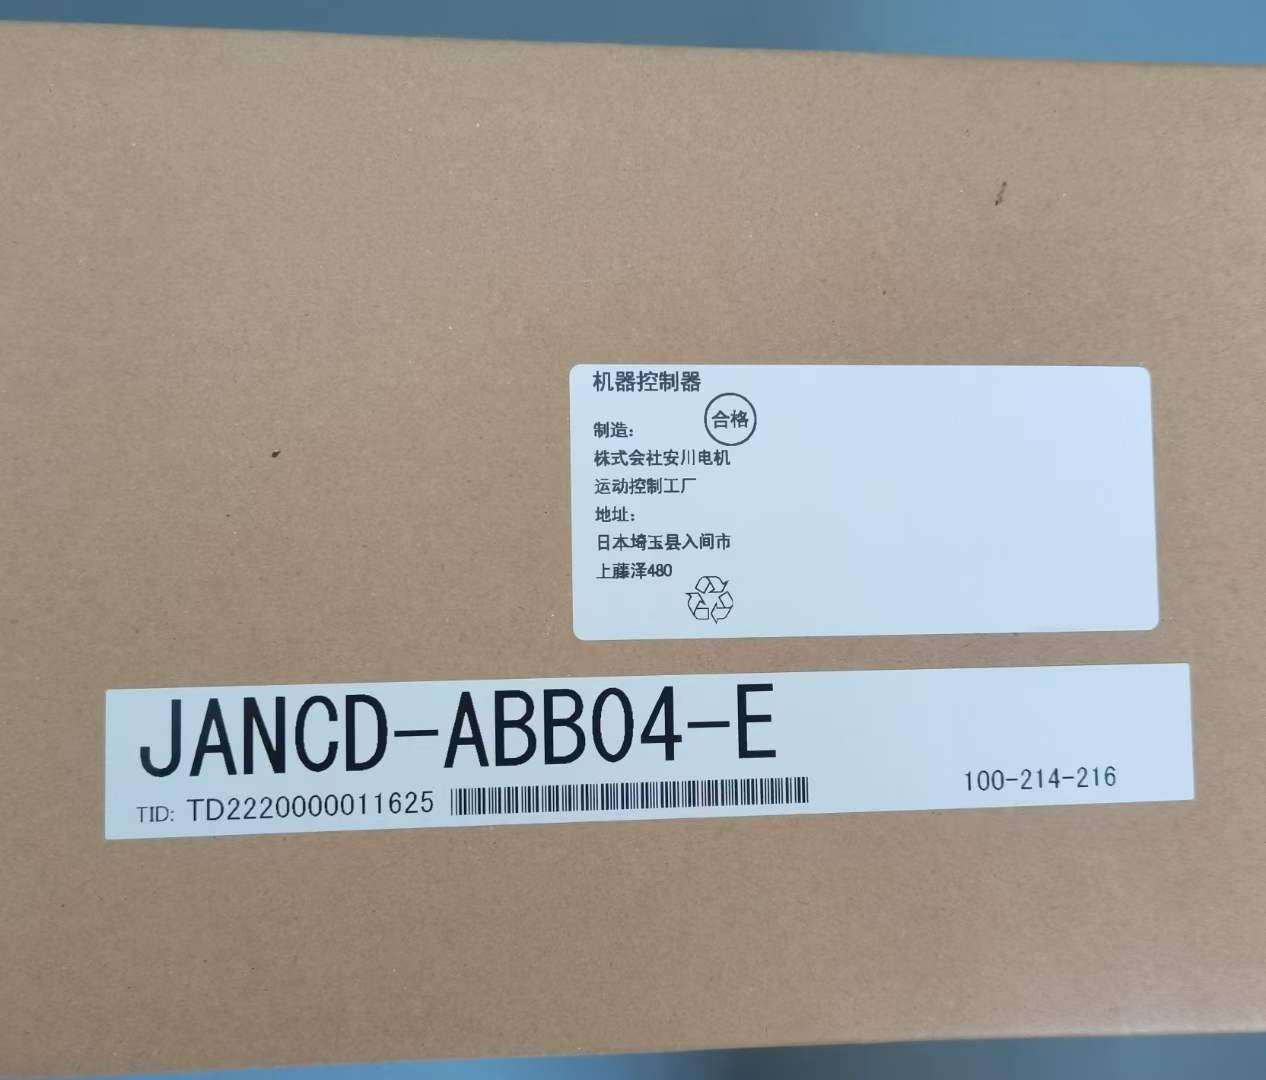 机器控制器
合格
制造：
株式会社安川电机
运动控制工厂
地址：
日本埼玉县入间市
上藤泽480
JANCD-ABB04-E
TID: TD2220000011625
100-214-216